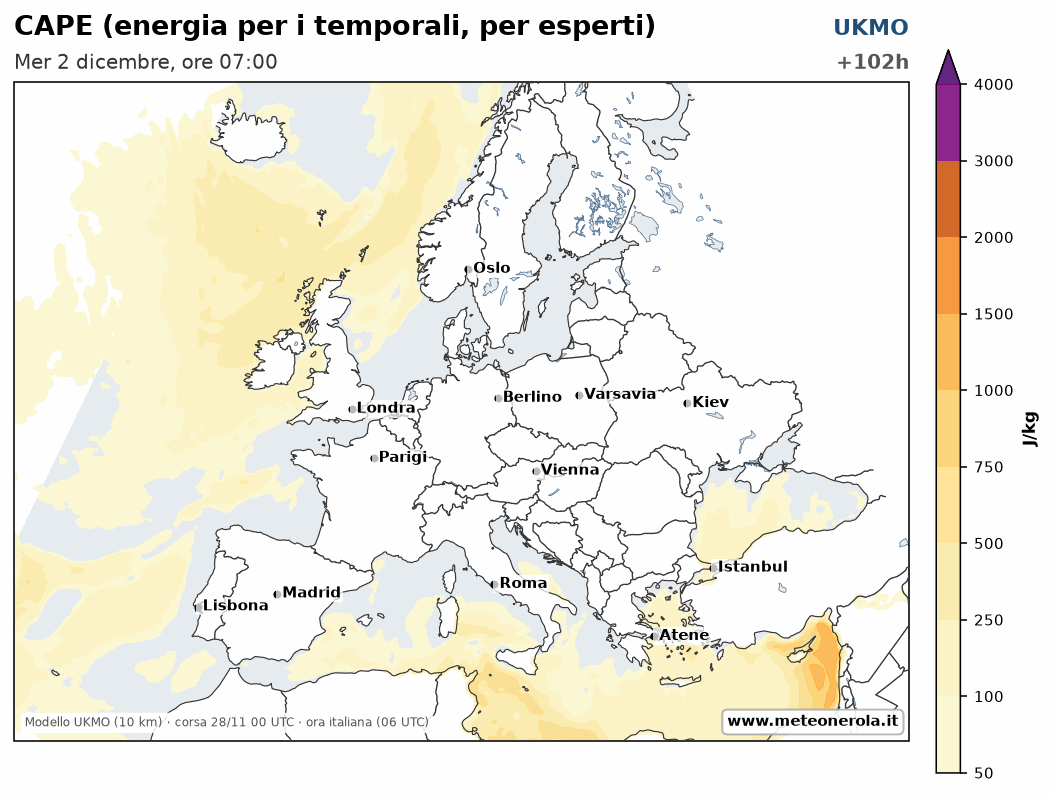 CAPE (energia per i temporali, per esperti)
UKMO
Mer 2 dicembre, ore 07:00
+102h
4000
3000
2000
1500
1000
750
500
250
100
50
J/kg
Oslo
Londra
Berlino
Varsavia
Kiev
Parigi
Vienna
Istanbul
Roma
Madrid
Lisbona
Atene
Modello UKMO (10 km) · corsa 28/11 00 UTC · ora italiana (06 UTC)
www.meteonerola.it